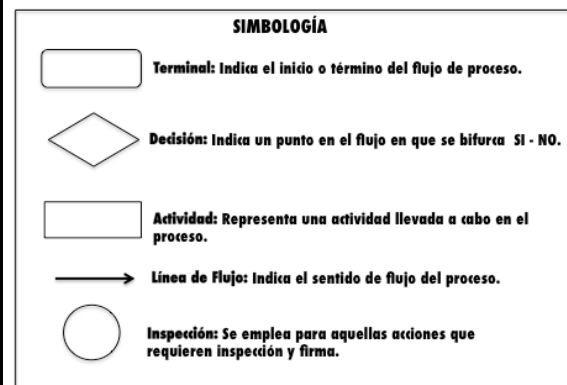 SIMBOLOGÍA
Terminal: Indica el inicio o término del flujo de proceso.
Decisión: Indica un punto en el flujo en que se bifurca SI - NO.
Actividad: Representa una actividad llevada a cabo en el
proceso.
Línea de Flujo: Indica el sentido de flujo del proceso.
Inspección: Se emplea para aquellas acciones que
requieren inspección y firma.